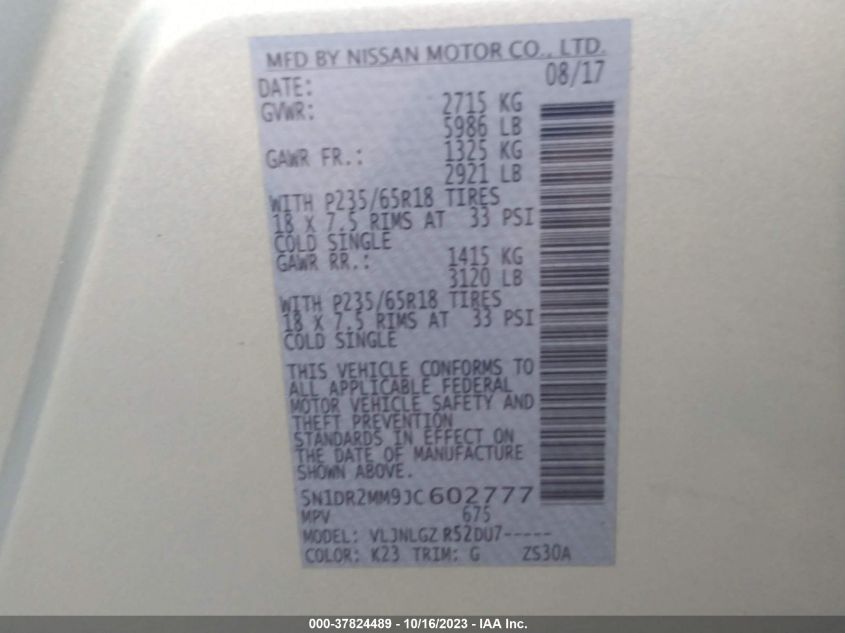 MFD BY NISSAN MOTOR CO., LTD.
DATE: 08/17
GVWR: 2715 KG
5986 LB
GAWR FR.: 1325 KG
2921 LB
WITH P235/65R18 TIRES
18 X 7.5 RIMS AT 33 PSI
COLD SINGLE
GAWR RR.: 1415 KG
3120 LB
WITH P235/65R18 TIRES
18 X 7.5 RIMS AT 33 PSI
COLD SINGLE
THIS VEHICLE CONFORMS TO
ALL APPLICABLE FEDERAL
MOTOR VEHICLE SAFETY AND
THEFT PREVENTION
STANDARDS IN EFFECT ON
THE DATE OF MANUFACTURE
SHOWN ABOVE.
5N1DR2MM9JC602777
MPV 675
MODEL: VLJNLGZ R52DU7-----
COLOR: K23 TRIM: G ZS30A
000-37824489 - 10/16/2023 - IAA Inc.